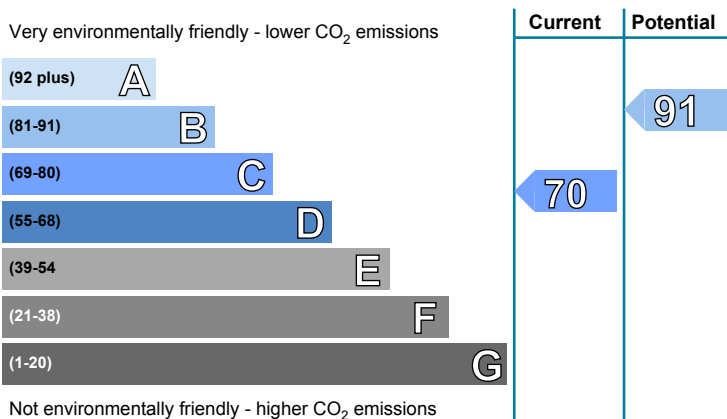 Current Potential
Very environmentally friendly - lower CO2 emissions
(92 plus) A
91
(81-91) B
(69-80) C
70
(55-68) D
(39-54 E
(21-38) F
(1-20) G
Not environmentally friendly - higher CO2 emissions